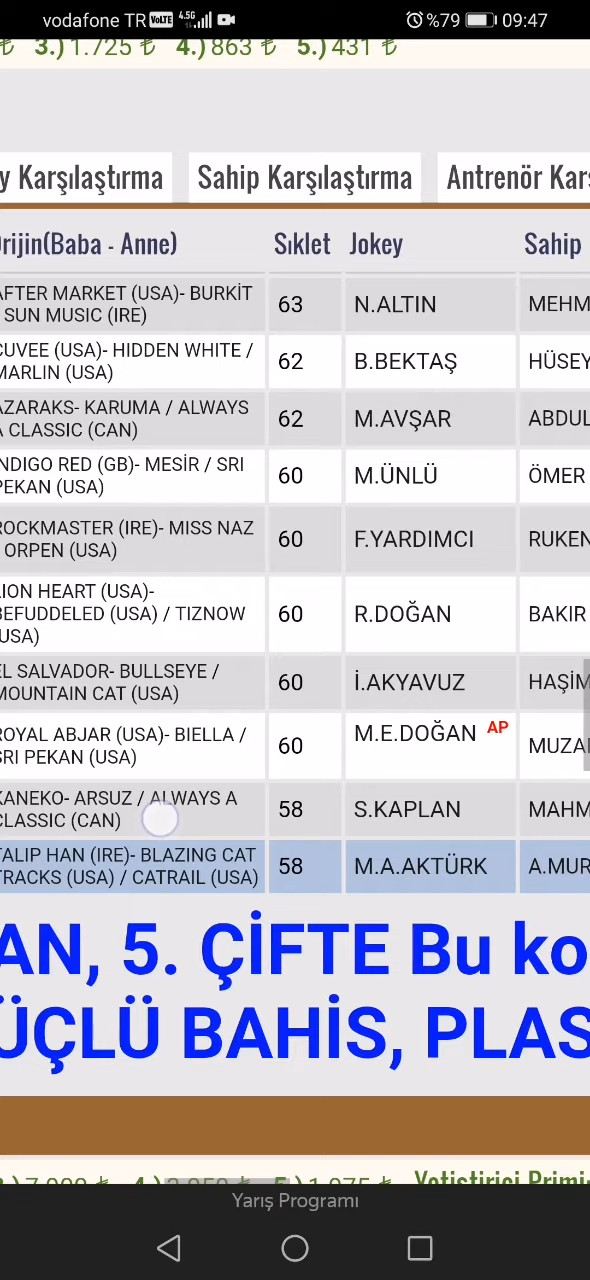 vodafone TR VoLTE 4.5G %79 09:47
₺ 3.) 1.725 ₺ 4.) 863 ₺ 5.) 431 ₺
y Karşılaştırma Sahip Karşılaştırma Antrenör Karş
Orijin(Baba - Anne) Sıklet Jokey Sahip
AFTER MARKET (USA)- BURKİT
SUN MUSIC (IRE) 63 N.ALTIN MEHM
CUVEE (USA)- HIDDEN WHITE /
MARLIN (USA) 62 B.BEKTAŞ HÜSEY
AZARAKS- KARUMA / ALWAYS
A CLASSIC (CAN) 62 M.AVŞAR ABDUL
INDIGO RED (GB)- MESİR / SRI
PEKAN (USA) 60 M.ÜNLÜ ÖMER
ROCKMASTER (IRE)- MISS NAZ
ORPEN (USA) 60 F.YARDIMCI RUKEN
LION HEART (USA)-
BEFUDDELED (USA) / TIZNOW
(USA) 60 R.DOĞAN BAKIR
EL SALVADOR- BULLSEYE /
MOUNTAIN CAT (USA) 60 İ.AKYAVUZ HAŞİM
ROYAL ABJAR (USA)- BIELLA /
SRI PEKAN (USA) 60 M.E.DOĞAN AP MUZA
KANEKO- ARSUZ / ALWAYS A
CLASSIC (CAN) 58 S.KAPLAN MAHM
TALIP HAN (IRE)- BLAZING CAT
TRACKS (USA) / CATRAIL (USA) 58 M.A.AKTÜRK A.MUR
AN, 5. ÇİFTE Bu ko
ÜÇLÜ BAHİS, PLAS
Yetiştirici Primi
Yarış Programı